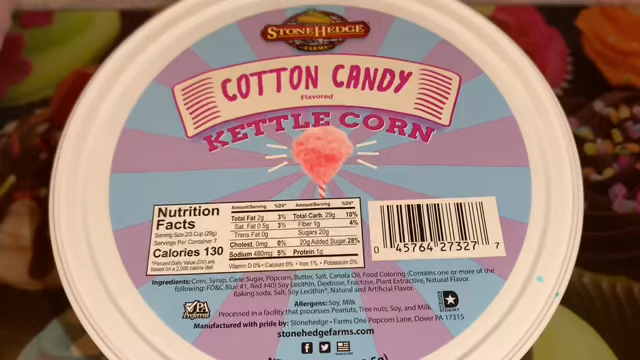 STONEHEDGE
FARMS
COTTON CANDY
Flavored
KETTLE CORN
Nutrition Facts
Serving Size 2/3 Cup (29g)
Servings Per Container 7
Calories 130
*Percent Daily Value (DV) are based on a 2,000 calorie diet.
Amount/Serving %DV* Amount/Serving %DV*
Total Fat 2g 3% Total Carb. 29g 10%
Sat. Fat 0.5g 3% Fiber 1g 4%
Trans Fat 0g Sugars 20g
Cholest. 0mg 0% 20g Added Sugar 28%
Sodium 480mg 5% Protein 1g
Vitamin D 0% • Calcium 0% • Iron 1% • Potassium 0%
0 45764 27327 7
Ingredients: Corn, Syrup, Cane Sugar, Popcorn, Butter, Salt, Canola Oil, Food Coloring (Contains one or more of the
following: FD&C Blue #1, Red #40) Soy Lecithin, Dextrose, Fructose, Plant Extractive, Natural Flavor.
Baking soda, Salt, Soy Lecithin*, Natural and Artificial Flavor.
Allergens: Soy, Milk
Processed in a facility that processes Peanuts, Tree nuts, Soy, and Milk
PA
Preferred
DAIRY
Manufactured with pride by: Stonehedge • Farms One Popcorn Lane, Dover PA 17315
stonehedgefarms.com